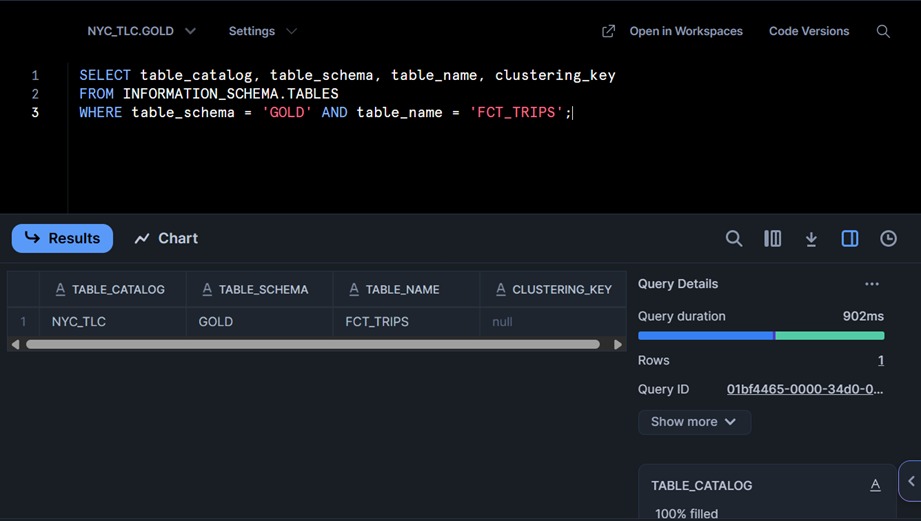 NYC_TLC.GOLD Settings Open in Workspaces Code Versions
1 SELECT table_catalog, table_schema, table_name, clustering_key
2 FROM INFORMATION_SCHEMA.TABLES
3 WHERE table_schema = 'GOLD' AND table_name = 'FCT_TRIPS';
Results Chart
A TABLE_CATALOG A TABLE_SCHEMA A TABLE_NAME A CLUSTERING_KEY
1 NYC_TLC GOLD FCT_TRIPS null
Query Details ...
Query duration 902ms
Rows 1
Query ID 01bf4465-0000-34d0-0...
Show more
TABLE_CATALOG A
100% filled